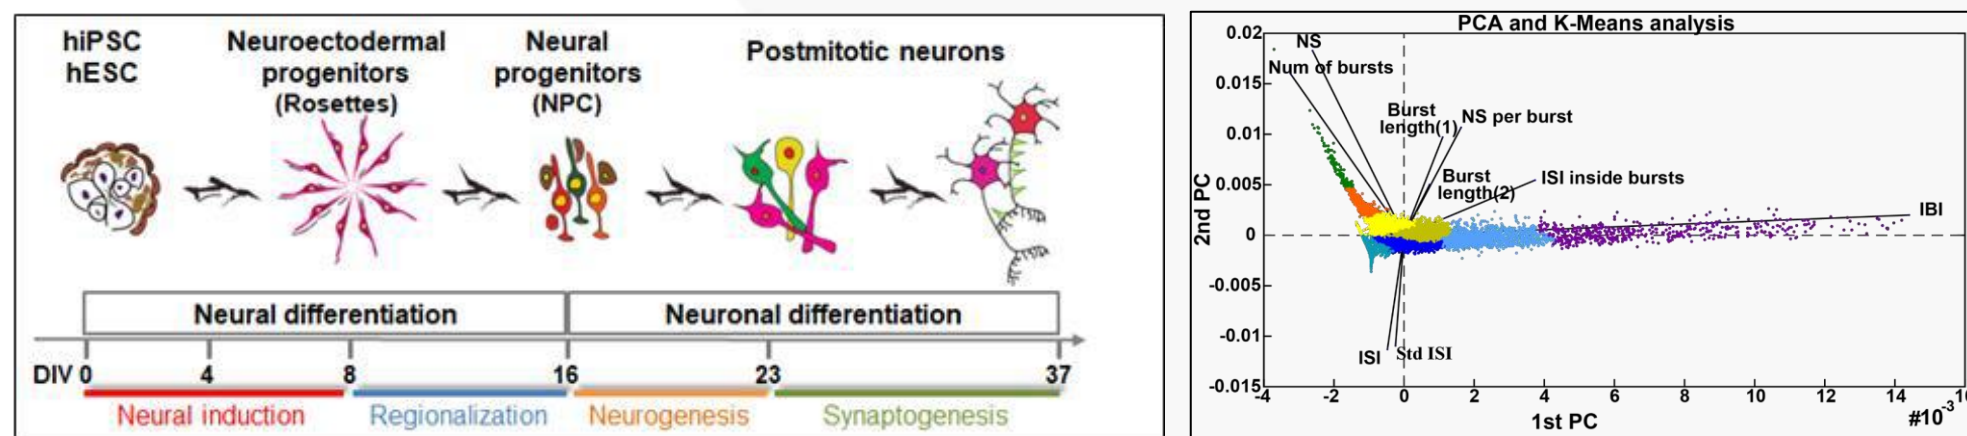 hiPSC
hESC
Neuroectodermal
progenitors
(Rosettes)
Neural
progenitors
(NPC)
Postmitotic neurons
Neural differentiation
Neuronal differentiation
DIV 0 4 8 16 23 37
Neural induction Regionalization Neurogenesis Synaptogenesis
PCA and K-Means analysis
0.02
NS
Num of bursts
0.015
Burst
length(1)
NS per burst
0.01
Burst
length(2)
ISI inside bursts
0.005
IBI
0
-0.005
-0.01
ISI
Std ISI
-0.015
2nd PC
-4 -2 0 2 4 6 8 10 12 14 16
1st PC
#10-3